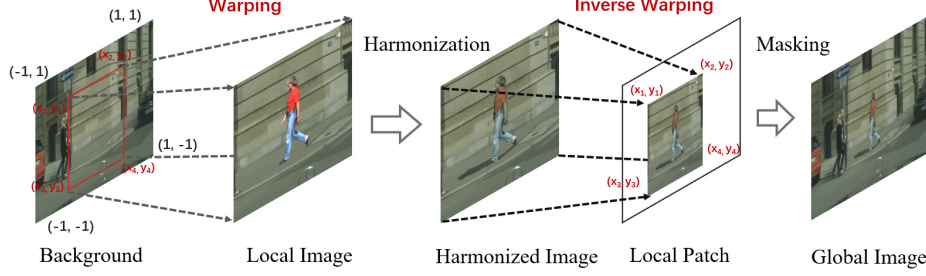 Warping
Inverse Warping
(1, 1)
(-1, 1)
(x₂, y₂)
(x₁, y₁)
(1, -1)
(x₄, y₄)
(x₃, y₃)
(-1, -1)
Harmonization
(x₂, y₂)
(x₁, y₁)
(x₄, y₄)
(x₃, y₃)
Masking
Background
Local Image
Harmonized Image
Local Patch
Global Image